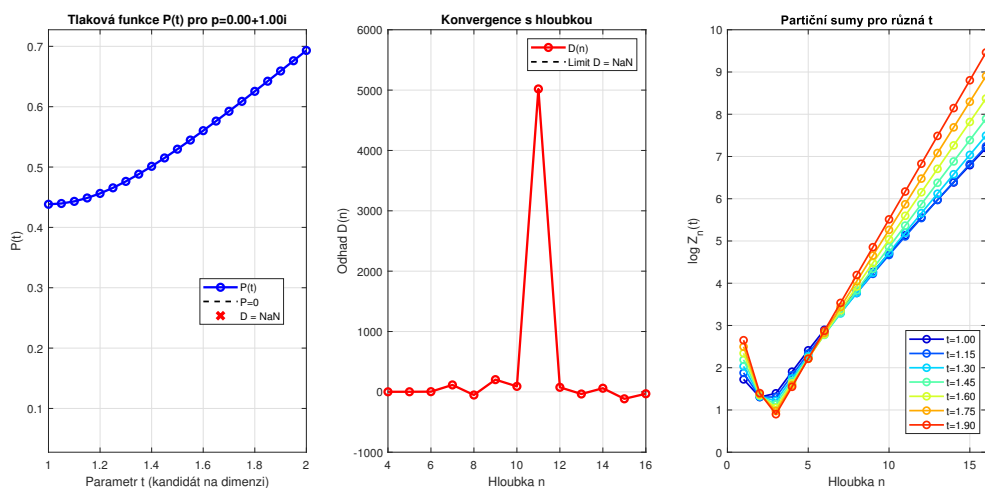 Tlaková funkce P(t) pro p=0.00+1.00i
P(t)
0.7
0.6
0.5
0.4
0.3
0.2
0.1
1
1.2
1.4
1.6
1.8
2
Parametr t (kandidát na dimenzi)
P(t)
P=0
D = NaN
Konvergence s hloubkou
Odhad D(n)
6000
5000
4000
3000
2000
1000
0
-1000
4
6
8
10
12
14
16
Hloubka n
D(n)
Limit D = NaN
Partiční sumy pro různá t
log Z_n(t)
10
9
8
7
6
5
4
3
2
1
0
0
5
10
15
Hloubka n
t=1.00
t=1.15
t=1.30
t=1.45
t=1.60
t=1.75
t=1.90